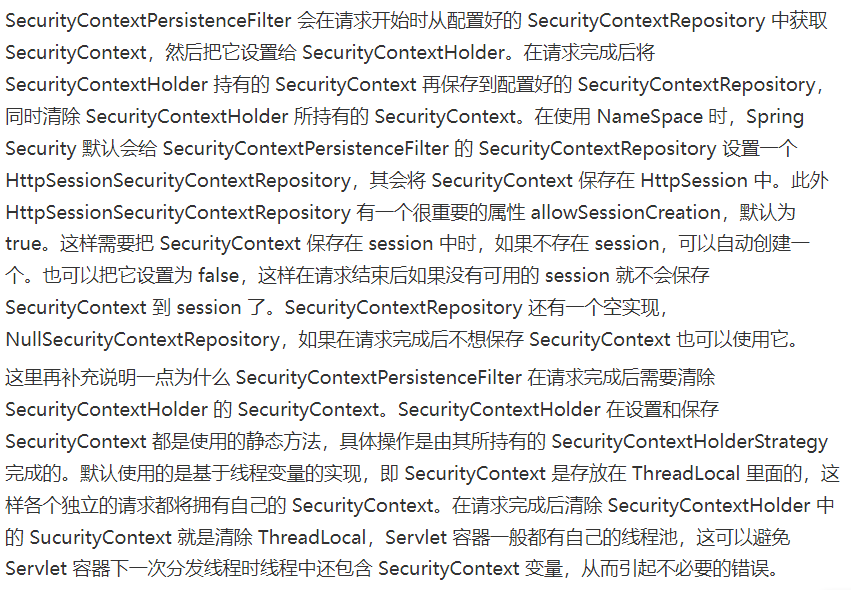 SecurityContextPersistenceFilter 会在请求开始时从配置好的 SecurityContextRepository 中获取
SecurityContext，然后把它设置给 SecurityContextHolder。在请求完成后将
SecurityContextHolder 持有的 SecurityContext 再保存到配置好的 SecurityContextRepository，
同时清除 SecurityContextHolder 所持有的 SecurityContext。在使用 NameSpace 时，Spring
Security 默认会给 SecurityContextPersistenceFilter 的 SecurityContextRepository 设置一个
HttpSessionSecurityContextRepository，其会将 SecurityContext 保存在 HttpSession 中。此外
HttpSessionSecurityContextRepository 有一个很重要的属性 allowSessionCreation，默认为
true。这样需要把 SecurityContext 保存在 session 中时，如果不存在 session，可以自动创建一
个。也可以把它设置为 false，这样在请求结束后如果没有可用的 session 就不会保存
SecurityContext 到 session 了。SecurityContextRepository 还有一个空实现，
NullSecurityContextRepository，如果在请求完成后不想保存 SecurityContext 也可以使用它。
这里再补充说明一点为什么 SecurityContextPersistenceFilter 在请求完成后需要清除
SecurityContextHolder 的 SecurityContext。SecurityContextHolder 在设置和保存
SecurityContext 都是使用的静态方法，具体操作是由其所持有的 SecurityContextHolderStrategy
完成的。默认使用的是基于线程变量的实现，即 SecurityContext 是存放在 ThreadLocal 里面的，这
样各个独立的请求都将拥有自己的 SecurityContext。在请求完成后清除 SecurityContextHolder 中
的 SucurityContext 就是清除 ThreadLocal，Servlet 容器一般都有自己的线程池，这可以避免
Servlet 容器下一次分发线程时线程中还包含 SecurityContext 变量，从而引起不必要的错误。